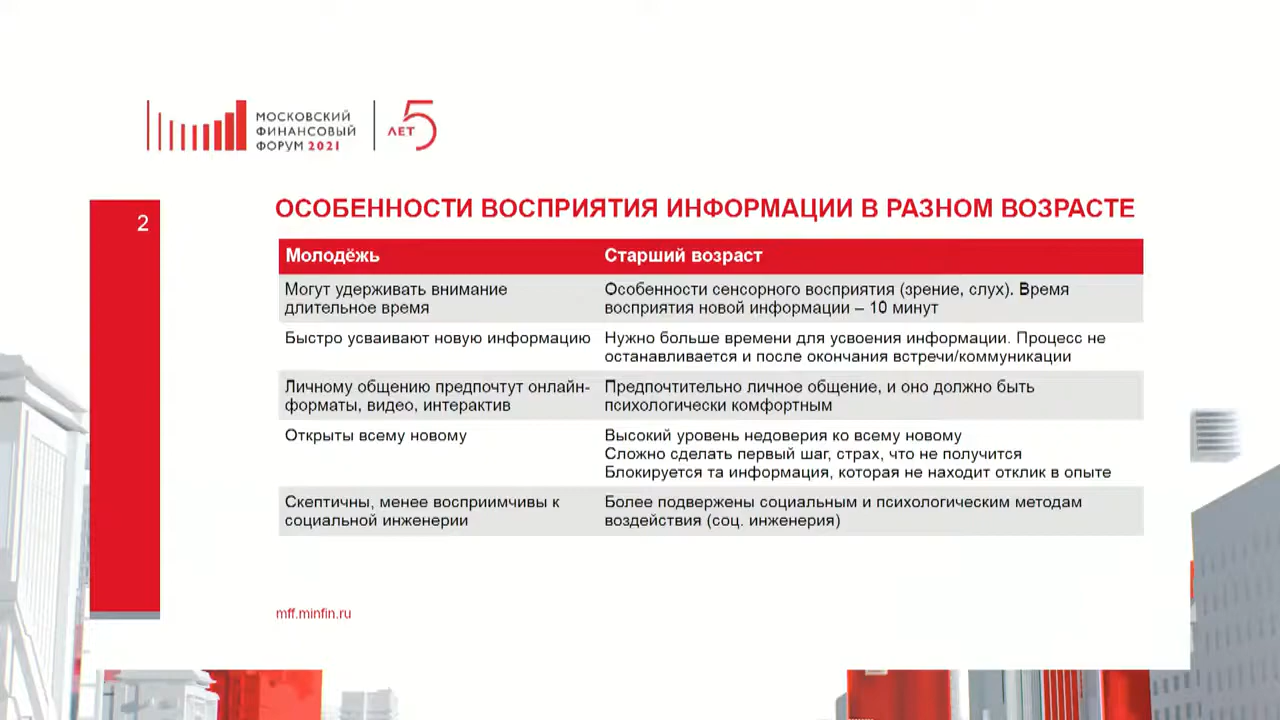 МОСКОВСКИЙ
ФИНАНСОВЫЙ
ФОРУМ 2021
5 ЛЕТ
2
ОСОБЕННОСТИ ВОСПРИЯТИЯ ИНФОРМАЦИИ В РАЗНОМ ВОЗРАСТЕ
Молодёжь
Старший возраст
Могут удерживать внимание
длительное время
Особенности сенсорного восприятия (зрение, слух). Время
восприятия новой информации – 10 минут
Быстро усваивают новую информацию
Нужно больше времени для усвоения информации. Процесс не
останавливается и после окончания встречи/коммуникации
Личному общению предпочтут онлайн-
форматы, видео, интерактив
Предпочтительно личное общение, и оно должно быть
психологически комфортным
Открыты всему новому
Высокий уровень недоверия ко всему новому
Сложно сделать первый шаг, страх, что не получится
Блокируется та информация, которая не находит отклик в опыте
Скептичны, менее восприимчивы к
социальной инженерии
Более подвержены социальным и психологическим методам
воздействия (соц. инженерия)
mff.minfin.ru